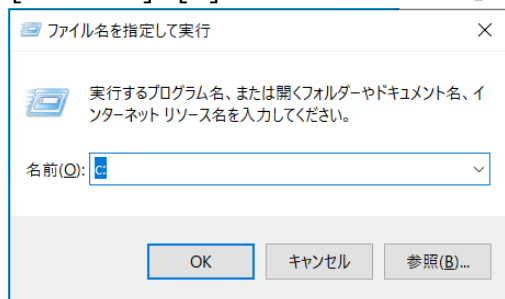 ファイル名を指定して実行
実行するプログラム名、または開くフォルダーやドキュメント名、イ
ンターネット リソース名を入力してください。
名前(O): c:
OK キャンセル 参照(B)...